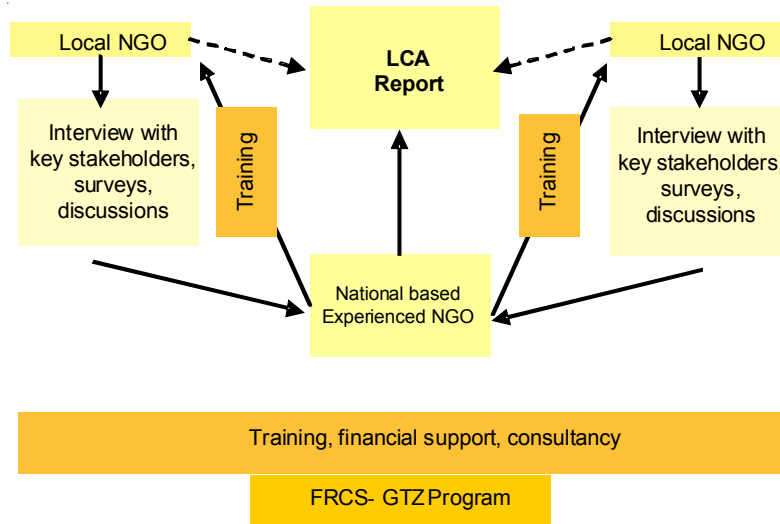 Local NGO
LCA
Report
Local NGO
Interview with
key stakeholders,
surveys,
discussions
Training
Training
Interview with
key stakeholders,
surveys,
discussions
National based
Experienced NGO
Training, financial support, consultancy
FRCS- GTZ Program